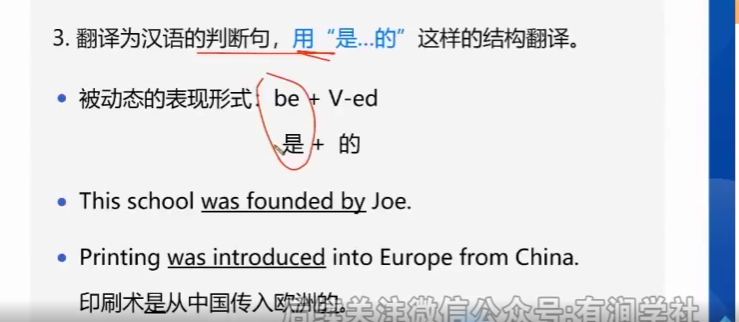 3. 翻译为汉语的判断句，用“是...的”这样的结构翻译。
被动态的表现形式：be + V-ed
是 + 的
This school was founded by Joe.
Printing was introduced into Europe from China.
印刷术是从中国传入欧洲的。
关注微信公众号:有润学社